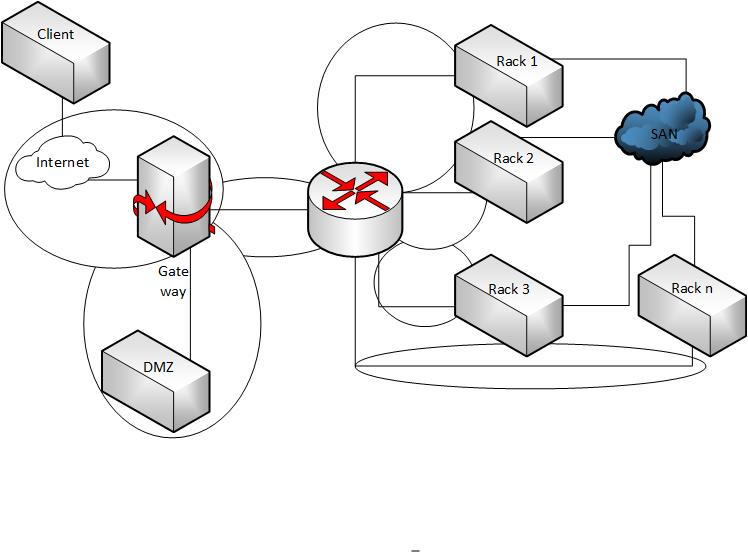 Client
Internet
Gate
way
DMZ
Rack 1
Rack 2
Rack 3
Rack n
SAN